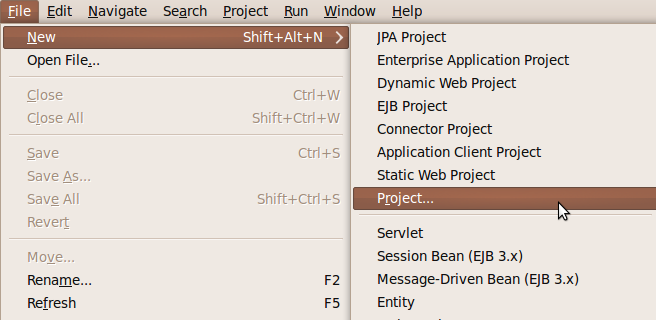 File Edit Navigate Search Project Run Window Help
New Shift+Alt+N
Open File...
Close Ctrl+W
Close All Shift+Ctrl+W
Save Ctrl+S
Save As...
Save All Shift+Ctrl+S
Revert
Move...
Rename... F2
Refresh F5
JPA Project
Enterprise Application Project
Dynamic Web Project
EJB Project
Connector Project
Application Client Project
Static Web Project
Project...
Servlet
Session Bean (EJB 3.x)
Message-Driven Bean (EJB 3.x)
Entity